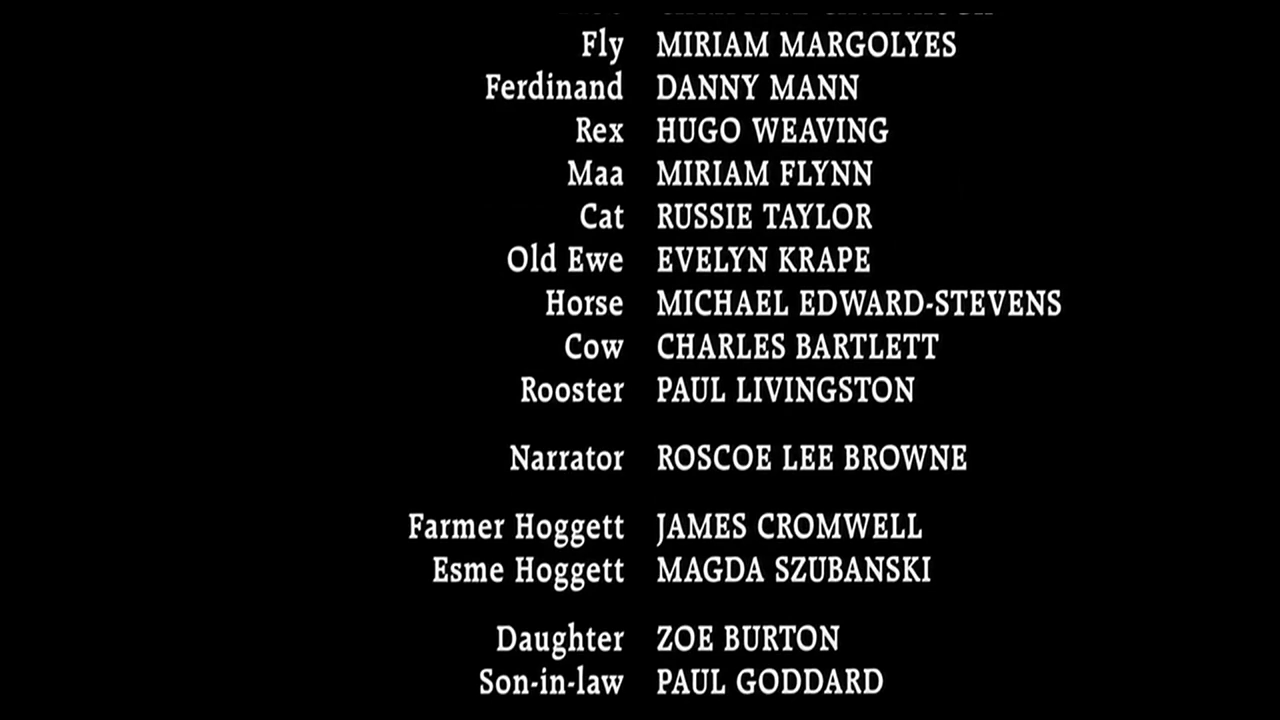 Fly MIRIAM MARGOLYES
Ferdinand DANNY MANN
Rex HUGO WEAVING
Maa MIRIAM FLYNN
Cat RUSSIE TAYLOR
Old Ewe EVELYN KRAPE
Horse MICHAEL EDWARD-STEVENS
Cow CHARLES BARTLETT
Rooster PAUL LIVINGSTON
Narrator ROSCOE LEE BROWNE
Farmer Hoggett JAMES CROMWELL
Esme Hoggett MAGDA SZUBANSKI
Daughter ZOE BURTON
Son-in-law PAUL GODDARD